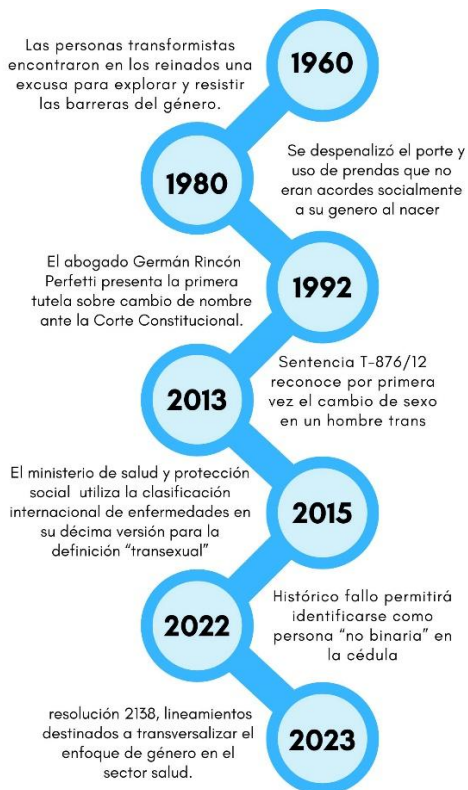 Las personas transformistas
encontraron en los reinados una
excusa para explorar y resistir
las barreras del género.
1960
1980
Se despenalizó el porte y
uso de prendas que no
eran acordes socialmente
a su genero al nacer
El abogado Germán Rincón
Perfetti presenta la primera
tutela sobre cambio de nombre
ante la Corte Constitucional.
1992
2013
Sentencia T-876/12
reconoce por primera
vez el cambio de sexo
en un hombre trans
El ministerio de salud y protección
social utiliza la clasificación
internacional de enfermedades en
su décima versión para la
definición "transexual"
2015
2022
Histórico fallo permitirá
identificarse como
persona "no binaria" en
la cédula
resolución 2138, lineamientos
destinados a transversalizar el
enfoque de género en el
sector salud.
2023